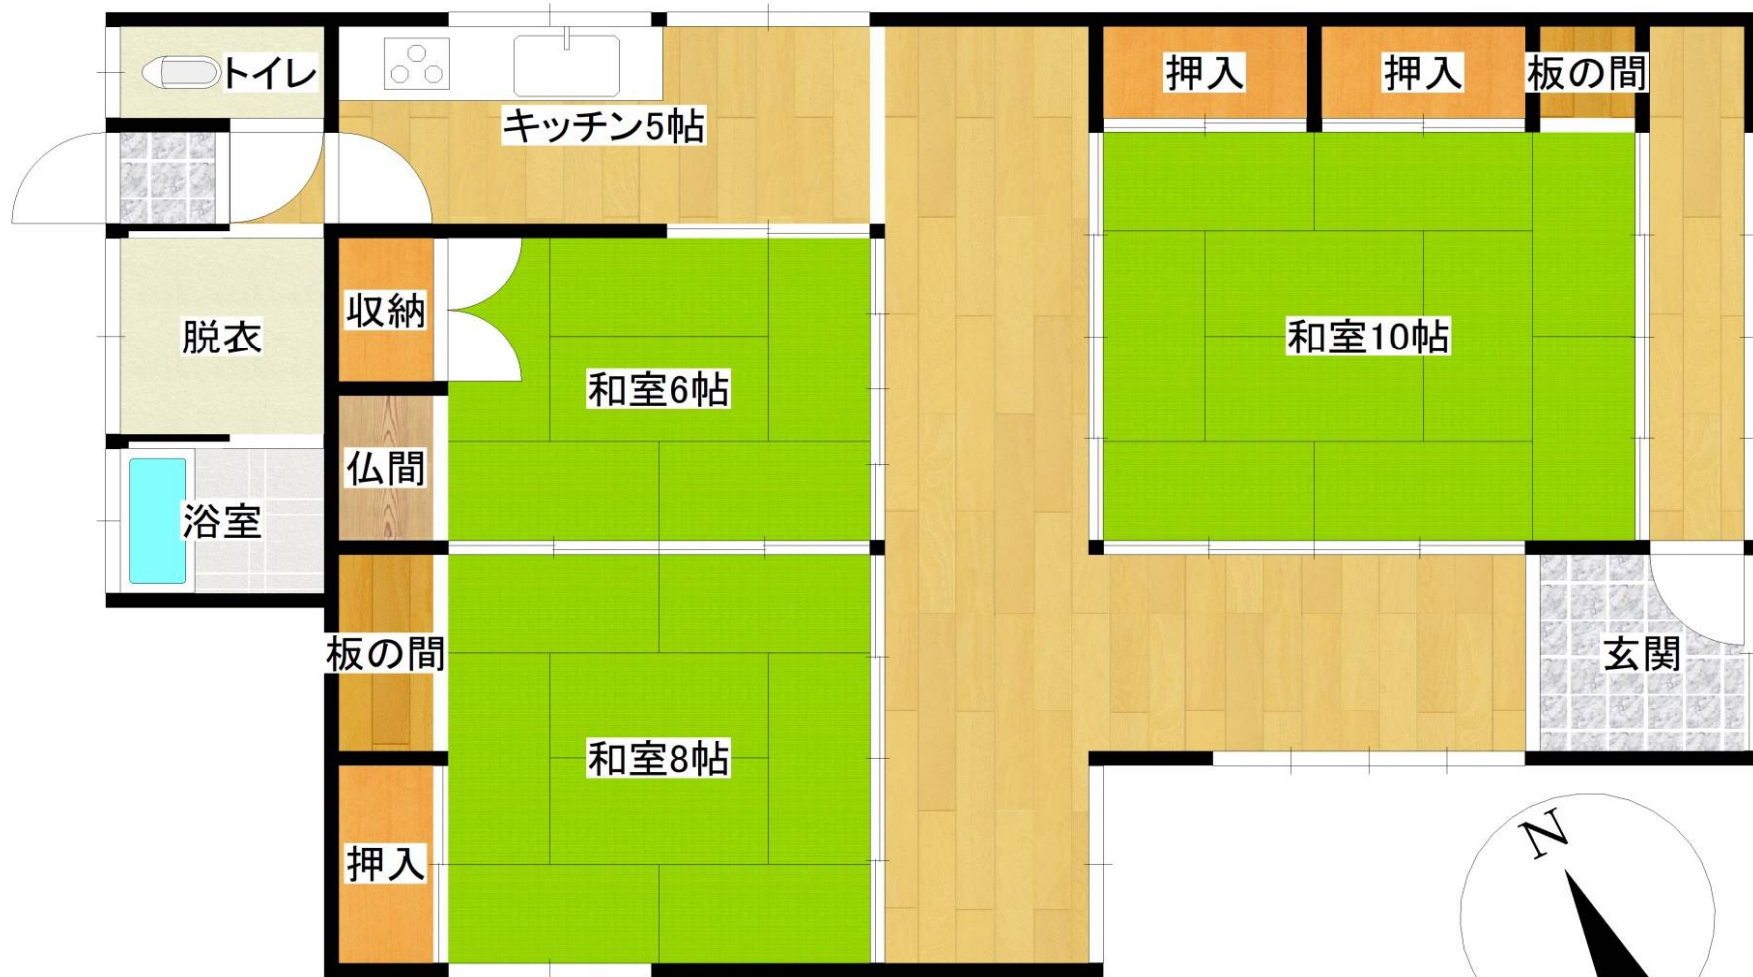 トイレ
押入
押入
板の間
キッチン5帖
収納
脱衣
和室10帖
和室6帖
仏間
浴室
板の間
玄関
和室8帖
押入
N